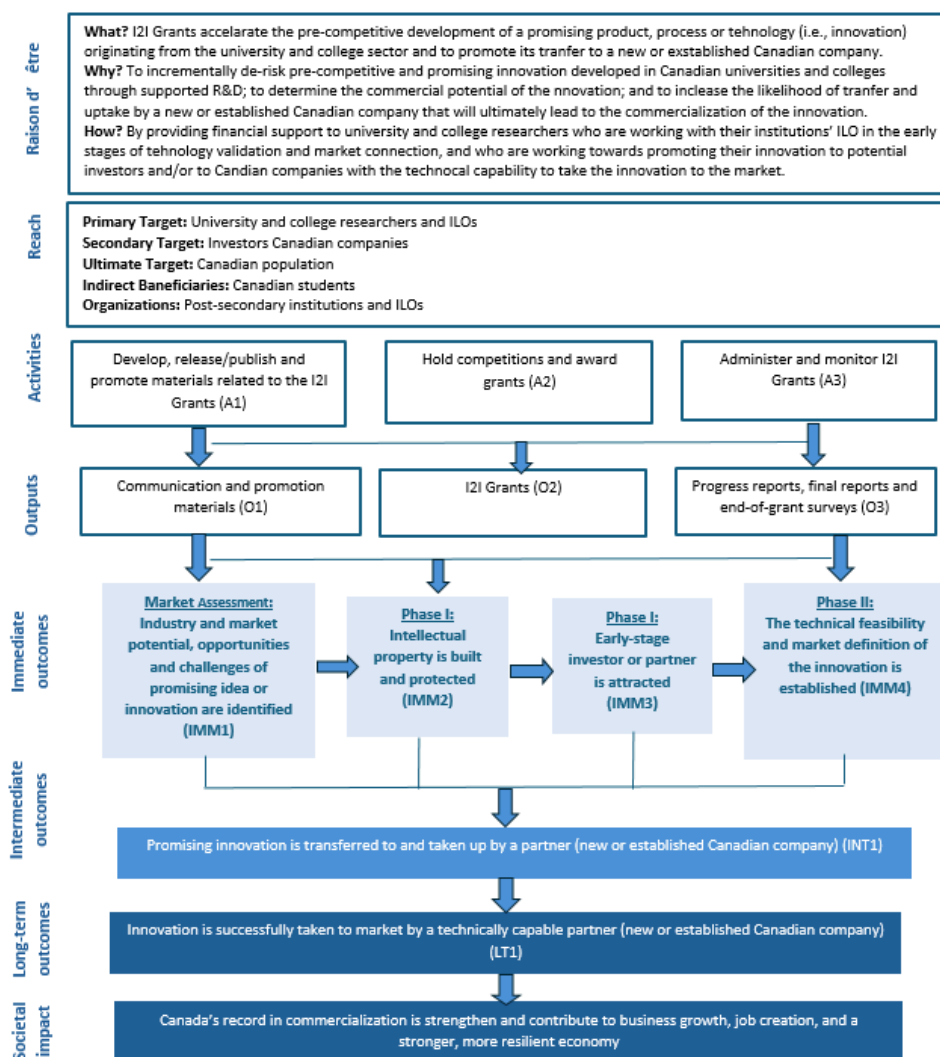 Raison d' être
What? I2I Grants accelarate the pre-competitive development of a promising product, process or tehnology (i.e., innovation)
originating from the university and college sector and to promote its tranfer to a new or exstablished Canadian company.
Why? To incrementally de-risk pre-competitive and promising innovation developed in Canadian universities and colleges
through supported R&D; to determine the commercial potential of the nnovation; and to inclease the likelihood of tranfer and
uptake by a new or established Canadian company that will ultimately lead to the commercialization of the innovation.
How? By providing financial support to university and college researchers who are working with their institutions' ILO in the early
stages of tehnology validation and market connection, and who are working towards promoting their innovation to potential
investors and/or to Candian companies with the technocal capability to take the innovation to the market.
Reach
Primary Target: University and college researchers and ILOs
Secondary Target: Investors Canadian companies
Ultimate Target: Canadian population
Indirect Beneficiaries: Canadian students
Organizations: Post-secondary institutions and ILOs
Activities
Develop, release/publish and
promote materials related to the I2I
Grants (A1)
Hold competitions and award
grants (A2)
Administer and monitor I2I
Grants (A3)
Outputs
Communication and promotion
materials (O1)
I2I Grants (O2)
Progress reports, final reports and
end-of-grant surveys (O3)
Immediate
outcomes
Market Assessment:
Industry and market
potential, opportunities
and challenges of
promising idea or
innovation are identified
(IMM1)
Phase I:
Intellectual
property is built
and protected
(IMM2)
Phase I:
Early-stage
investor or partner
is attracted
(IMM3)
Phase II:
The technical feasibility
and market definition of
the innovation is
established (IMM4)
Intermediate
outcomes
Promising innovation is transferred to and taken up by a partner (new or established Canadian company) (INT1)
Long-term
outcomes
Innovation is successfully taken to market by a technically capable partner (new or established Canadian company)
(LT1)
Societal
impact
Canada's record in commercialization is strengthen and contribute to business growth, job creation, and a
stronger, more resilient economy